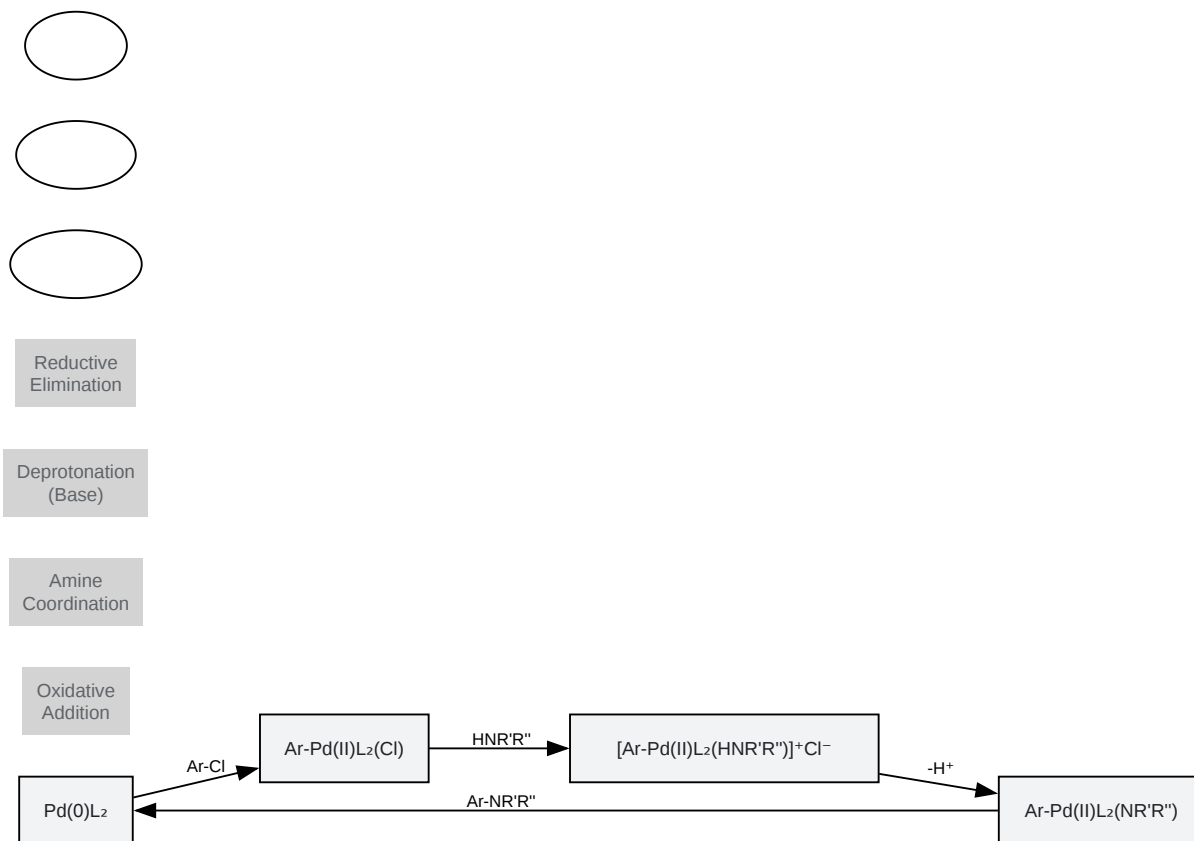 Reductive
Elimination
Deprotonation
(Base)
Amine
Coordination
Oxidative
Addition
Ar-Pd(II)L₂(Cl)
HNR'R"
[Ar-Pd(II)L₂(HNR'R")]⁺Cl⁻
Ar-Cl
-H⁺
Pd(0)L₂
Ar-NR'R"
Ar-Pd(II)L₂(NR'R")